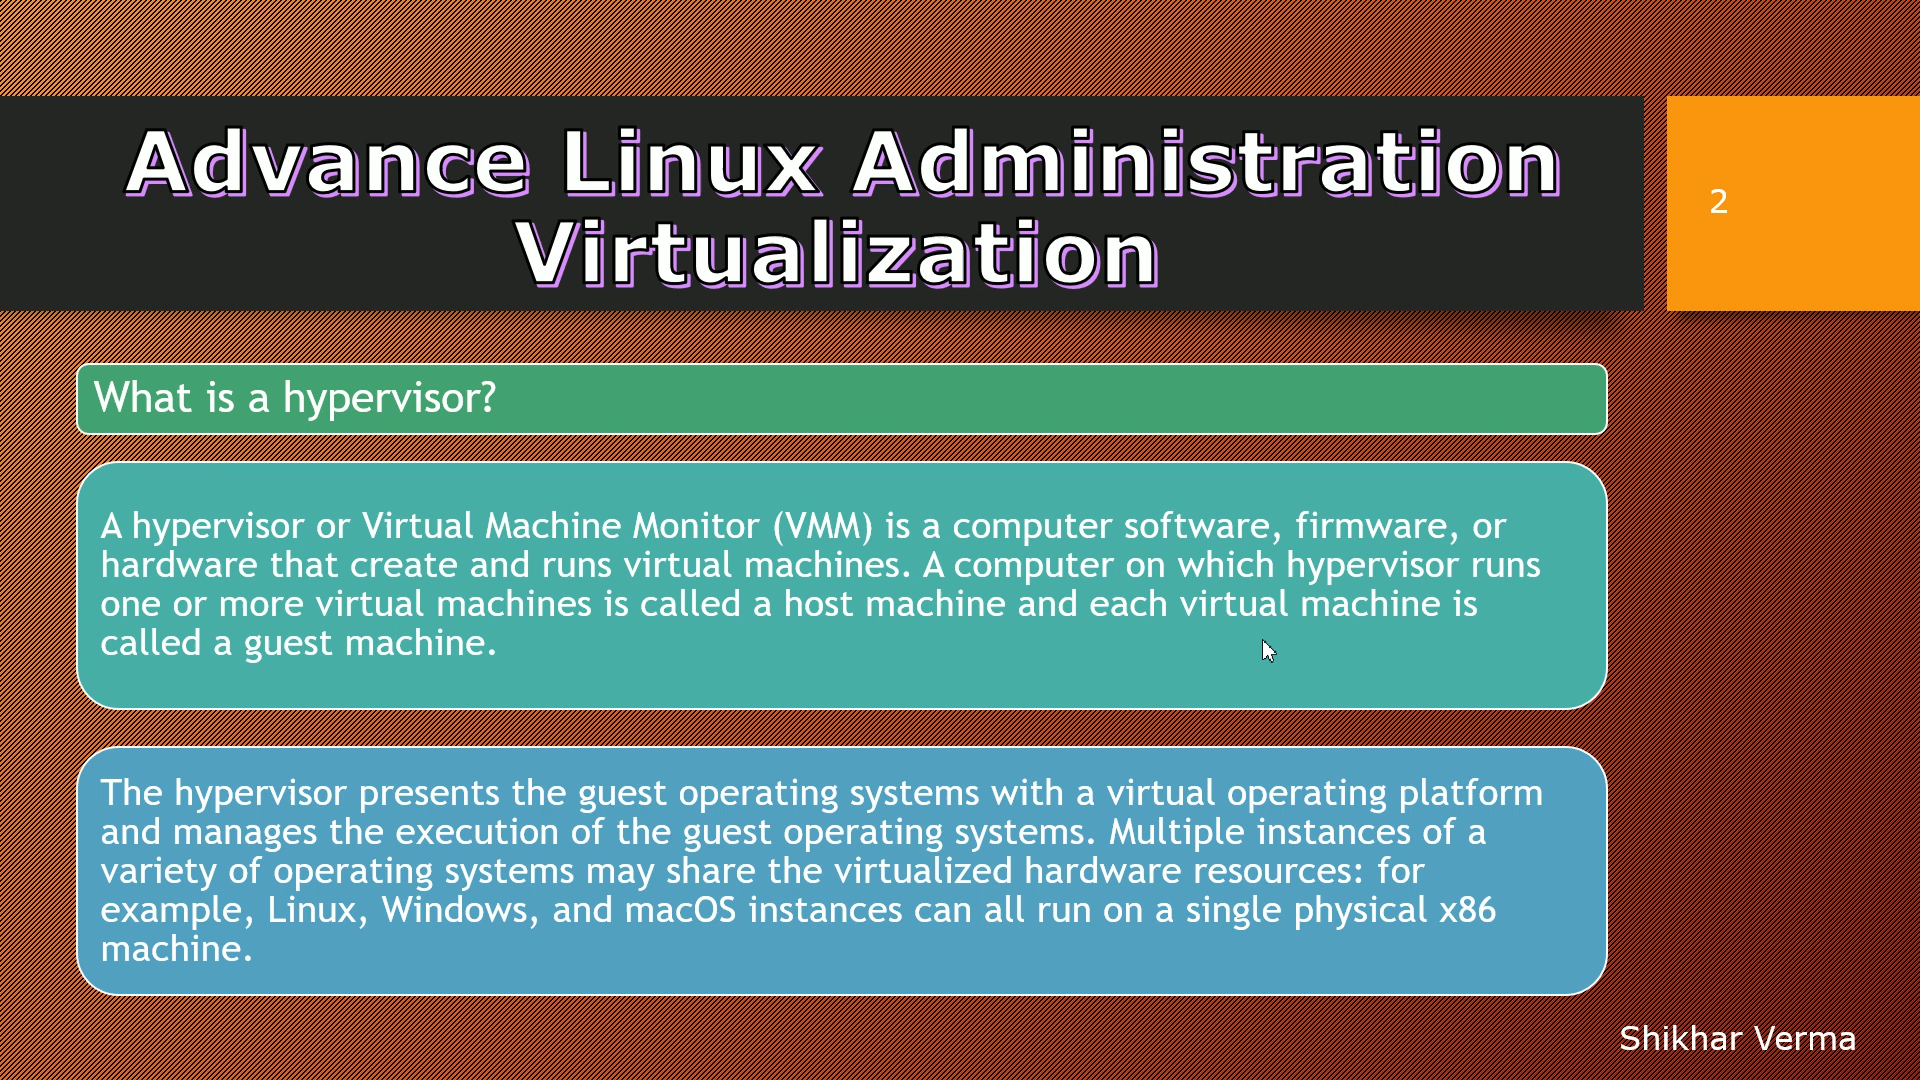 Advance Linux Administration
Virtualization
2
What is a hypervisor?
A hypervisor or Virtual Machine Monitor (VMM) is a computer software, firmware, or
hardware that create and runs virtual machines. A computer on which hypervisor runs
one or more virtual machines is called a host machine and each virtual machine is
called a guest machine.
The hypervisor presents the guest operating systems with a virtual operating platform
and manages the execution of the guest operating systems. Multiple instances of a
variety of operating systems may share the virtualized hardware resources: for
example, Linux, Windows, and macOS instances can all run on a single physical x86
machine.
Shikhar Verma